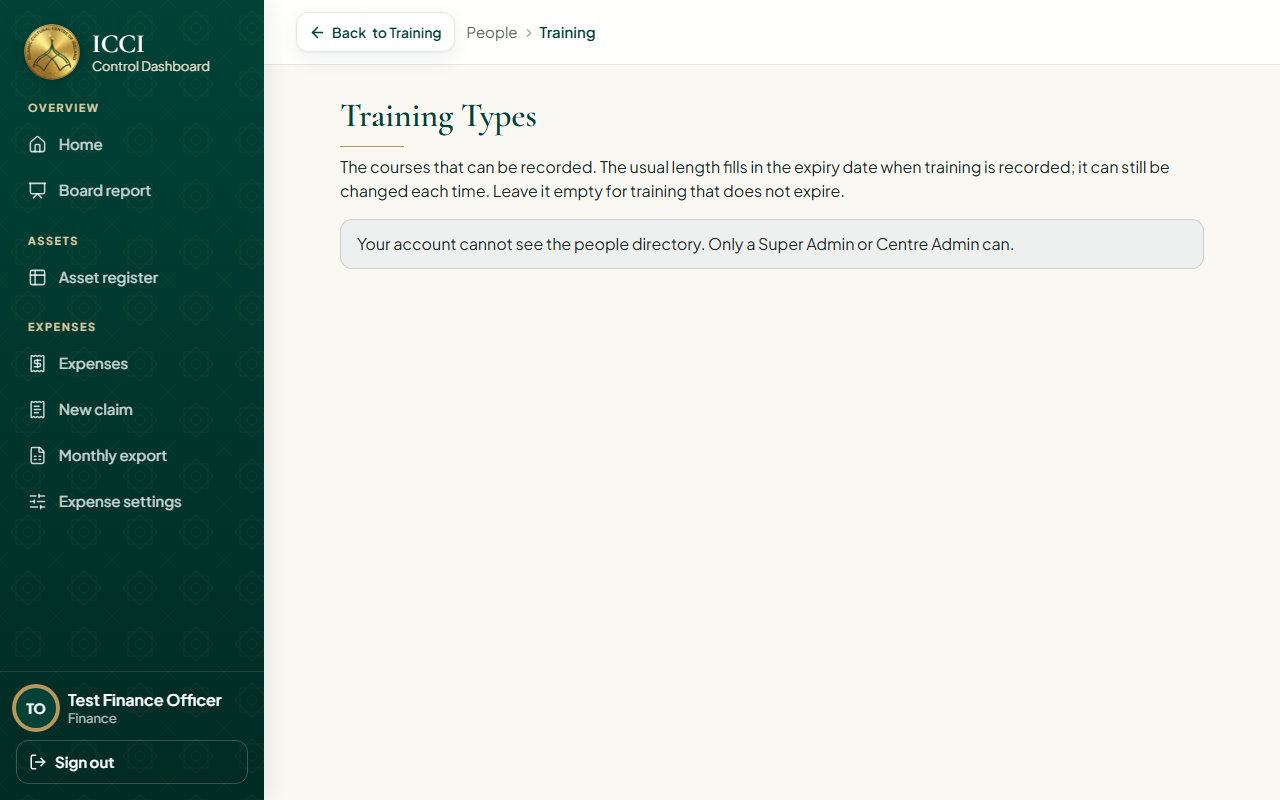 ICCI
Control Dashboard
OVERVIEW
Home
Board report
ASSETS
Asset register
EXPENSES
Expenses
New claim
Monthly export
Expense settings
TO
Test Finance Officer
Finance
Sign out
Back to Training
People > Training
Training Types
The courses that can be recorded. The usual length fills in the expiry date when training is recorded; it can still be
changed each time. Leave it empty for training that does not expire.
Your account cannot see the people directory. Only a Super Admin or Centre Admin can.